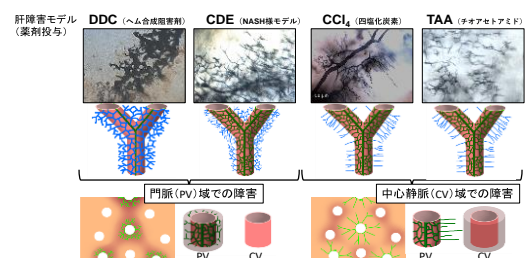 肝障害モデル
(薬剤投与)
DDC（ヘム合成阻害剤）
CDE（NASH様モデル）
CCl4（四塩化炭素）
TAA（チオアセトアミド）
門脈（PV）域での障害
中心静脈（CV）域での障害
PV
CV
PV
CV